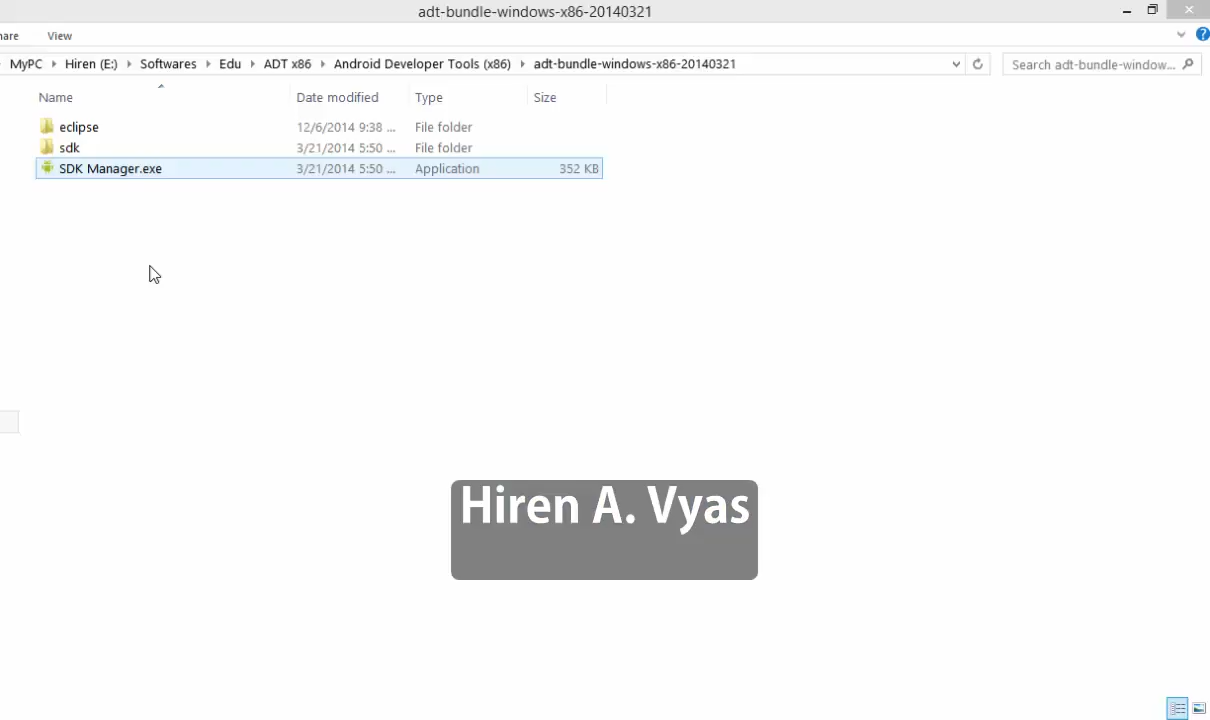 adt-bundle-windows-x86-20140321
nare View
MyPC Hiren (E:) Softwares Edu ADT x86 Android Developer Tools (x86) adt-bundle-windows-x86-20140321 Search adt-bundle-window...
Name Date modified Type Size
eclipse 12/6/2014 9:38 ... File folder
sdk 3/21/2014 5:50 ... File folder
SDK Manager.exe 3/21/2014 5:50 ... Application 352 KB
Hiren A. Vyas